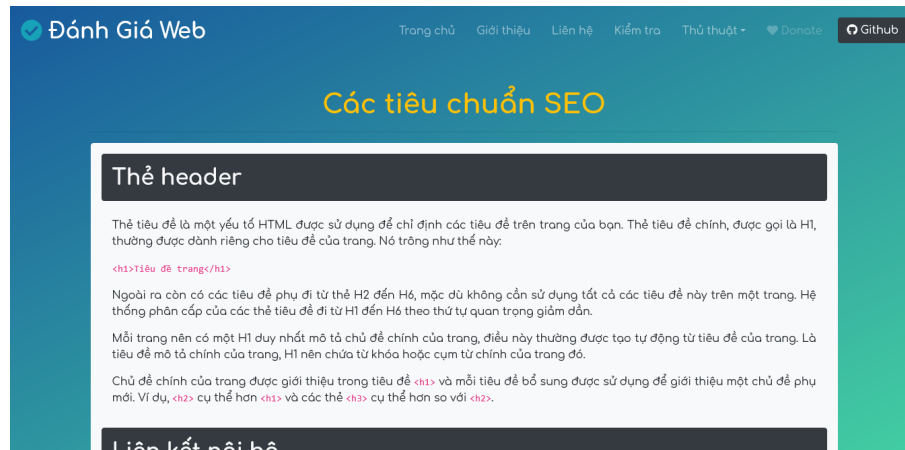 Đánh Giá Web
Trang chủ Giới thiệu Liên hệ Kiểm tra Thủ thuật Donate Github
Các tiêu chuẩn SEO
Thẻ header
Thẻ tiêu đề là một yếu tố HTML được sử dụng để chỉ định các tiêu đề trên trang của bạn. Thẻ tiêu đề chính, được gọi là H1,
thường được dành riêng cho tiêu đề của trang. Nó trông như thế này:
<h1>Tiêu đề trang</h1>
Ngoài ra còn có các tiêu đề phụ đi từ thẻ H2 đến H6, mặc dù không cần sử dụng tất cả các tiêu đề này trên một trang. Hệ
thống phân cấp của các thẻ tiêu đề đi từ H1 đến H6 theo thứ tự quan trọng giảm dần.
Mỗi trang nên có một H1 duy nhất mô tả chủ đề chính của trang, điều này thường được tạo tự động từ tiêu đề của trang. Là
tiêu đề mô tả chính của trang, H1 nên chứa từ khóa hoặc cụm từ chính của trang đó.
Chủ đề chính của trang được giới thiệu trong tiêu đề <h1> và mỗi tiêu đề bổ sung được sử dụng để giới thiệu một chủ đề phụ
mới. Ví dụ, <h2> cụ thể hơn <h1> và các thẻ <h3> cụ thể hơn so với <h2>.
Liên kết nội bộ